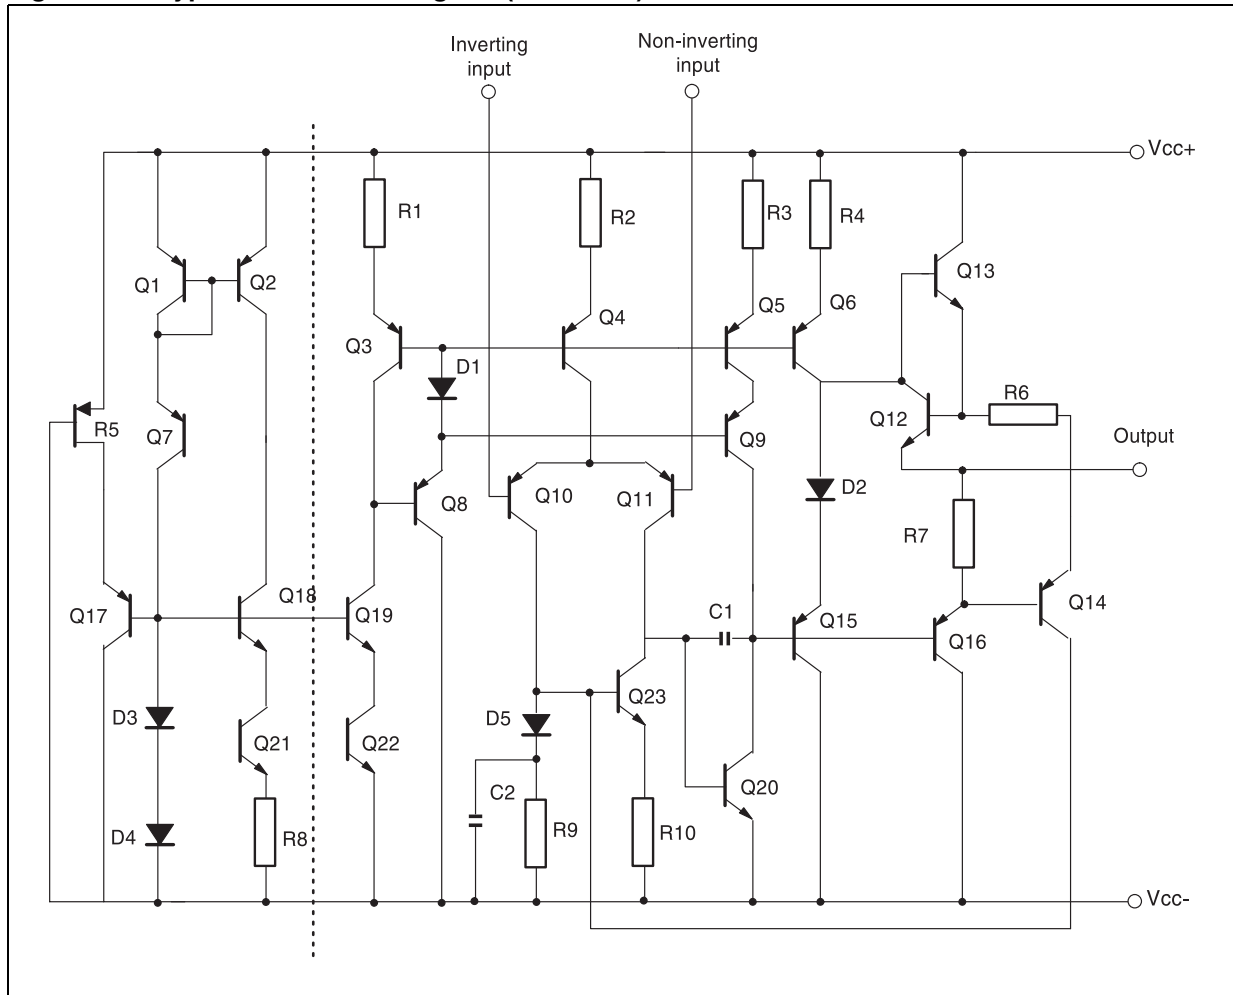 Inverting
input
Non-inverting
input
Vcc+
R1
R2
R3
R4
Q1
Q2
Q13
Q3
Q4
Q5
Q6
D1
R6
R5
Q7
Q12
Q9
Output
Q8
Q10
Q11
D2
R7
Q17
Q18
Q19
C1
Q15
Q16
Q14
D3
Q21
Q22
D5
Q23
C2
Q20
D4
R8
R9
R10
Vcc-